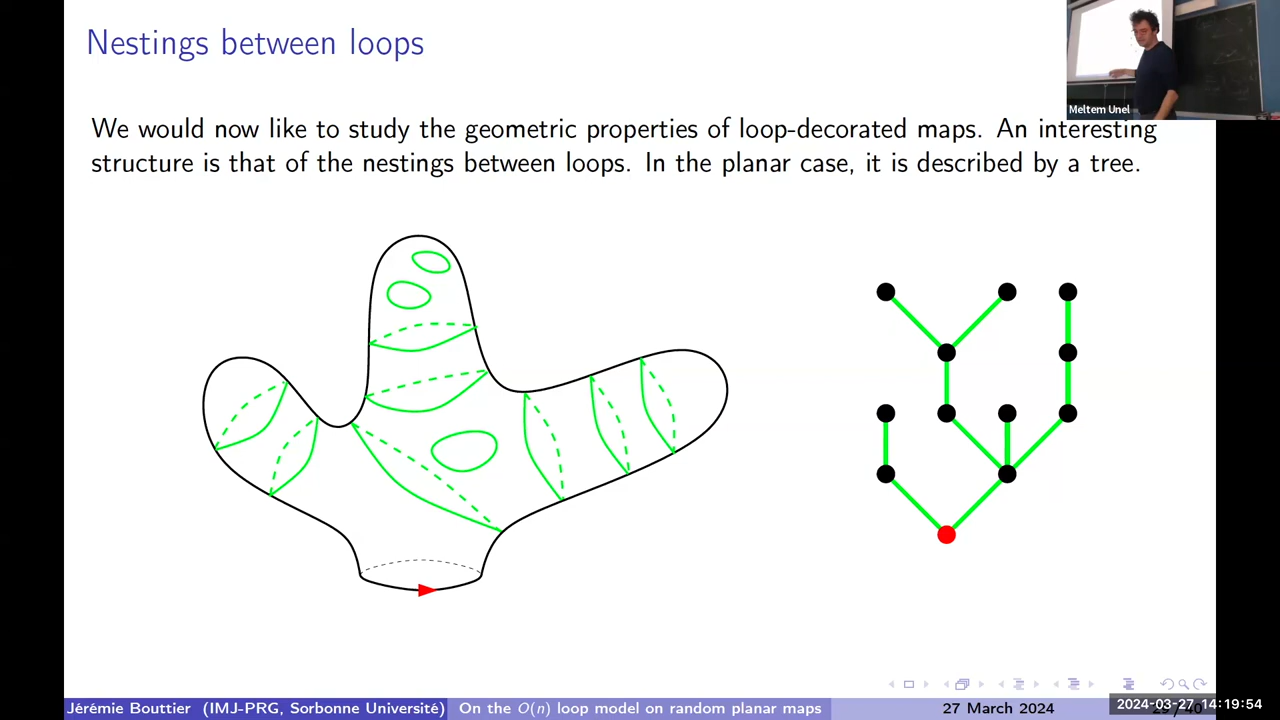 Nestings between loops
Meltem Unel
We would now like to study the geometric properties of loop-decorated maps. An interesting
structure is that of the nestings between loops. In the planar case, it is described by a tree.
Jérémie Bouttier (IMJ-PRG, Sorbonne Université)
On the O(n) loop model on random planar maps
27 March 2024
2024-03-27 14:19:54